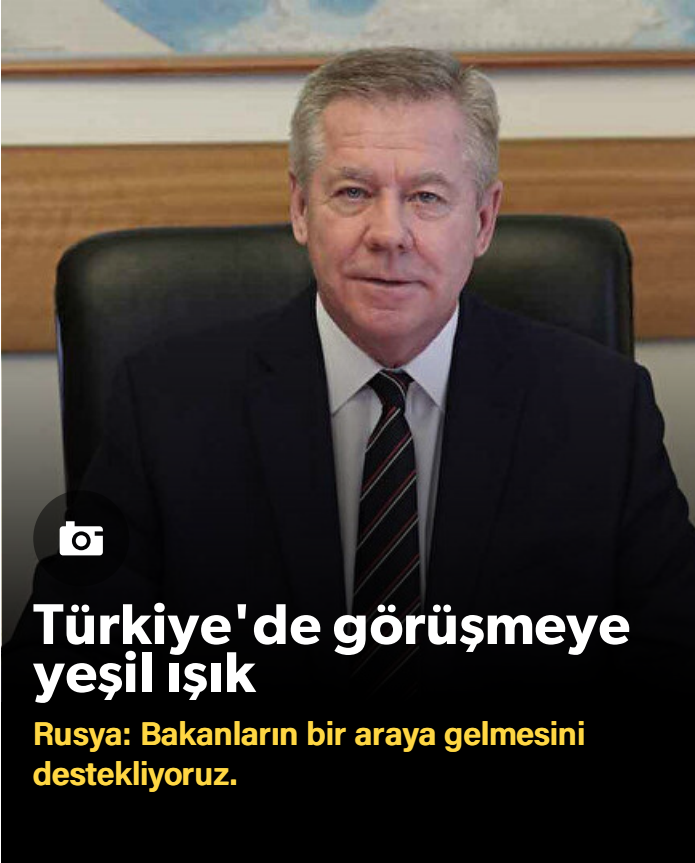 Türkiye'de görüşmeye
yeşil ışık
Rusya: Bakanların bir araya gelmesini
destekliyoruz.